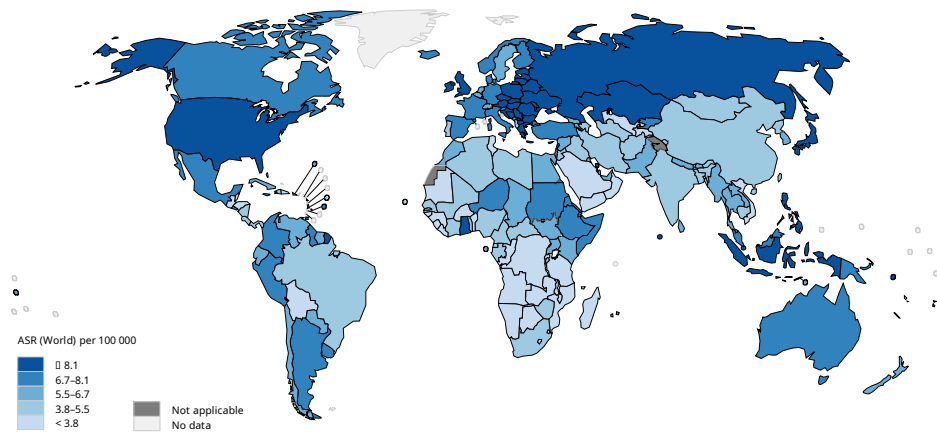 ASR (World) per 100 000
▯ 8.1
6.7–8.1
5.5–6.7
3.8–5.5
< 3.8
Not applicable
No data